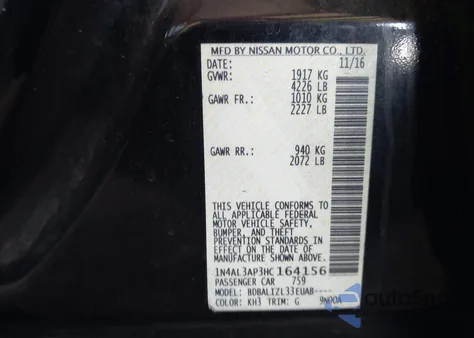 MFD BY NISSAN MOTOR CO., LTD.
DATE: 11/16
GVWR: 1917 KG
4226 LB
GAWR FR.: 1010 KG
2227 LB
GAWR RR.: 940 KG
2072 LB
THIS VEHICLE CONFORMS TO
ALL APPLICABLE FEDERAL
MOTOR VEHICLE SAFETY,
BUMPER, AND THEFT
PREVENTION STANDARDS IN
EFFECT ON THE DATE OF
MANUFACTURE SHOWN ABOVE.
1N4AL3AP3HC164156
PASSENGER CAR 759
MODEL: BDBALIZL33EUAB----
COLOR: KH3 TRIM: G 9N00A